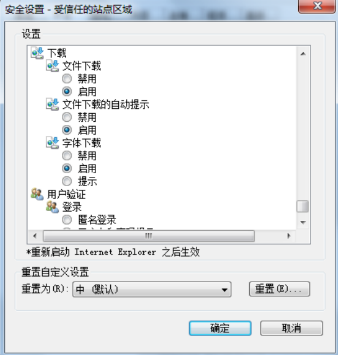 安全设置 - 受信任的站点区域
设置
下载
文件下载
禁用
启用
文件下载的自动提示
禁用
启用
字体下载
禁用
启用
提示
用户验证
登录
匿名登录
*重新启动 Internet Explorer 之后生效
重置自定义设置
重置为(R): 中 (默认) 重置(E)...
确定 取消